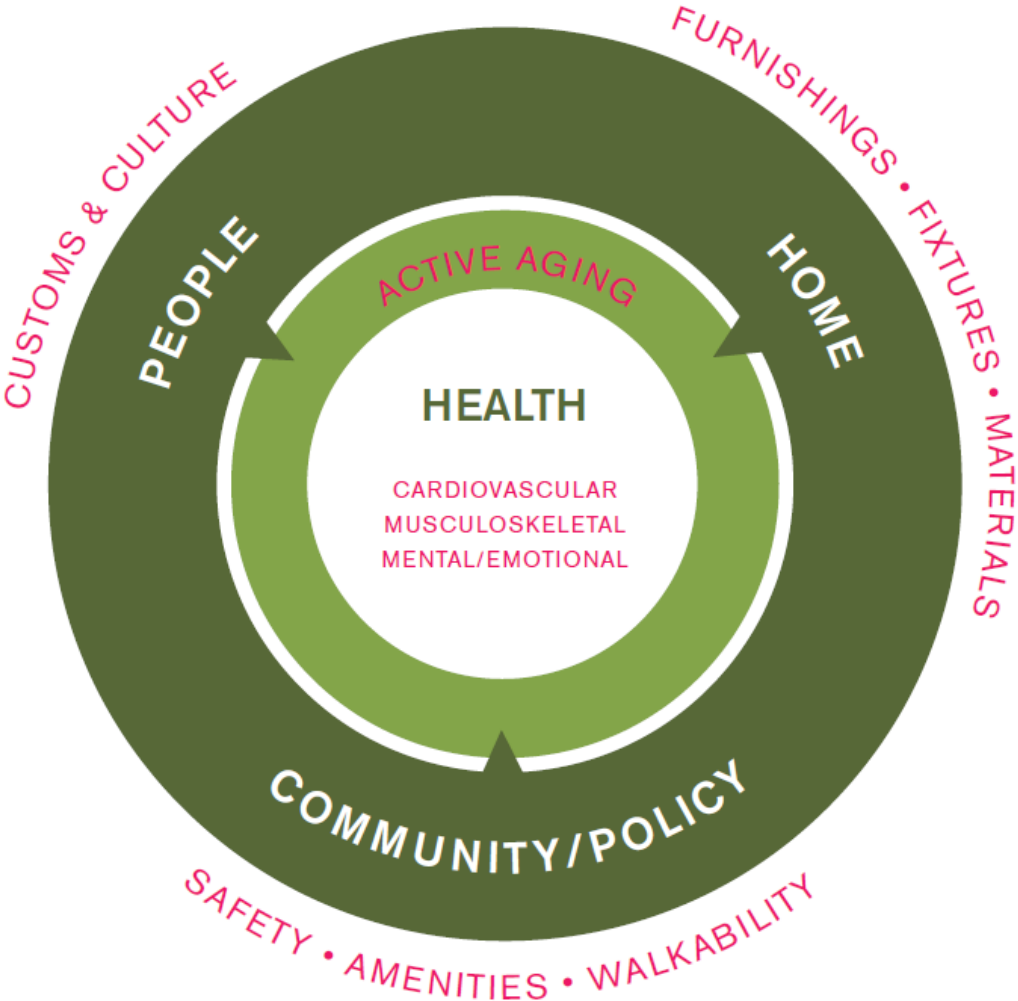 CUSTOMS & CULTURE
FURNISHINGS • FIXTURES • MATERIALS
PEOPLE
HOME
ACTIVE AGING
HEALTH
CARDIOVASCULAR
MUSCULOSKELETAL
MENTAL/EMOTIONAL
COMMUNITY/POLICY
SAFETY • AMENITIES • WALKABILITY